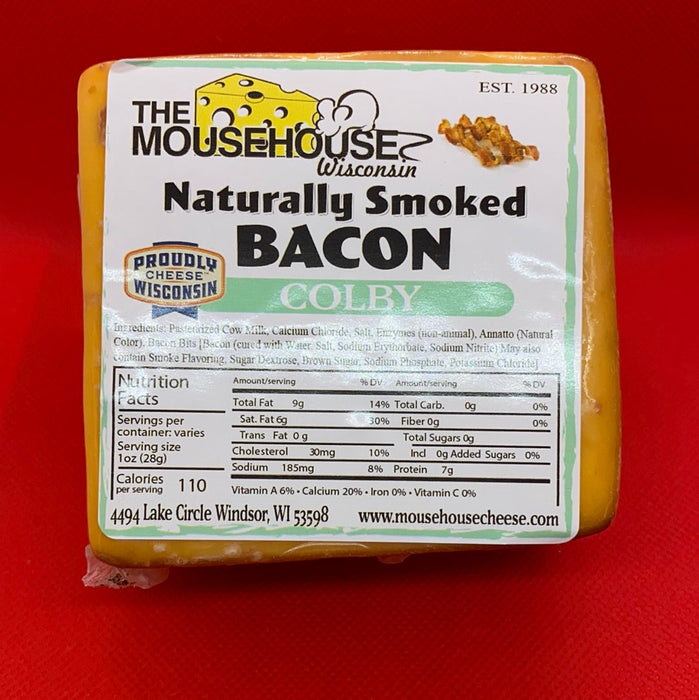 EST. 1988
THE
MOUSEHOUSE
Wisconsin
Naturally Smoked
BACON
PROUDLY
CHEESE™
WISCONSIN
COLBY
Ingredients: Pasteurized Cow Milk, Calcium Chloride, Salt, Enzymes (non-animal), Annatto (Natural
Color), Bacon Bits [Bacon (cured with Water, Salt, Sodium Erythorbate, Sodium Nitrite) May also
contain Smoke Flavoring, Sugar Dextrose, Brown Sugar, Sodium Phosphate, Potassium Chloride]
Nutrition
Facts
Servings per
container: varies
Serving size
1oz (28g)
Calories
per serving 110
Amount/serving % DV Amount/serving % DV
Total Fat 9g 14% Total Carb. 0g 0%
Sat. Fat 6g 30% Fiber 0g 0%
Trans Fat 0 g Total Sugars 0g
Cholesterol 30mg 10% Incl 0g Added Sugars 0%
Sodium 185mg 8% Protein 7g
Vitamin A 6% • Calcium 20% • Iron 0% • Vitamin C 0%
4494 Lake Circle Windsor, WI 53598 www.mousehousecheese.com